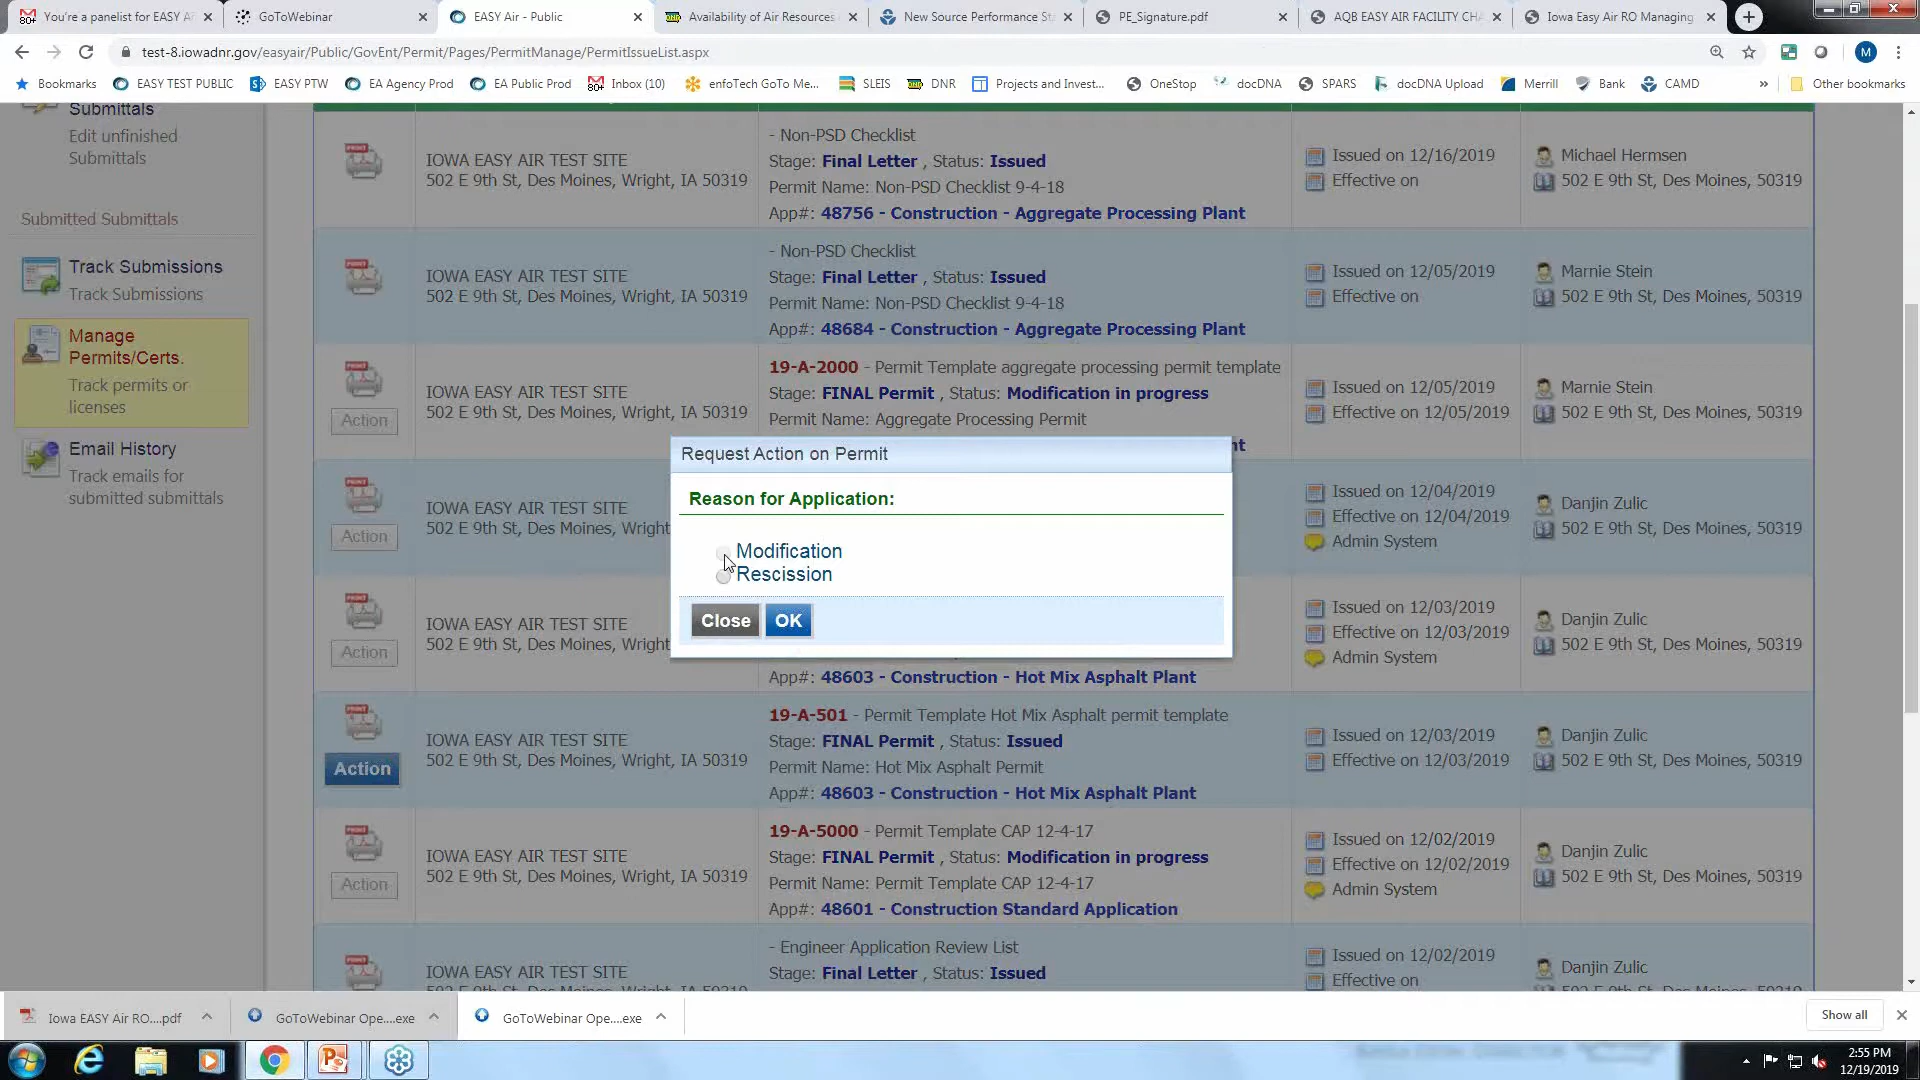 You're a panelist for EASY A
GoToWebinar
EASY Air - Public
Availability of Air Resources
New Source Performance St
PE_Signature.pdf
AQB EASY AIR FACILITY CHA
Iowa Easy Air RO Managing
test-8.iowadnr.gov/easyair/Public/GovEnt/Permit/Pages/PermitManage/PermitIssueList.aspx
M
Bookmarks
EASY TEST PUBLIC
EASY PTW
EA Agency Prod
EA Public Prod
Inbox (10)
enfoTech GoTo Me...
SLEIS
DNR
Projects and Invest...
OneStop
docDNA
SPARS
docDNA Upload
Merrill
Bank
CAMD
»
Other bookmarks
Submittals
Edit unfinished
Submittals
Submitted Submittals
Track Submissions
Track Submissions
Manage
Permits/Certs.
Track permits or
licenses
Email History
Track emails for
submitted submittals
IOWA EASY AIR TEST SITE
502 E 9th St, Des Moines, Wright, IA 50319
- Non-PSD Checklist
Stage: Final Letter , Status: Issued
Permit Name: Non-PSD Checklist 9-4-18
App#: 48756 - Construction - Aggregate Processing Plant
Issued on 12/16/2019
Effective on
Michael Hermsen
502 E 9th St, Des Moines, 50319
IOWA EASY AIR TEST SITE
502 E 9th St, Des Moines, Wright, IA 50319
- Non-PSD Checklist
Stage: Final Letter , Status: Issued
Permit Name: Non-PSD Checklist 9-4-18
App#: 48684 - Construction - Aggregate Processing Plant
Issued on 12/05/2019
Effective on
Marnie Stein
502 E 9th St, Des Moines, 50319
Action
IOWA EASY AIR TEST SITE
502 E 9th St, Des Moines, Wright, IA 50319
19-A-2000 - Permit Template aggregate processing permit template
Stage: FINAL Permit , Status: Modification in progress
Permit Name: Aggregate Processing Permit
nt
Issued on 12/05/2019
Effective on 12/05/2019
Marnie Stein
502 E 9th St, Des Moines, 50319
Action
IOWA EASY AIR TEST SITE
502 E 9th St, Des Moines, Wright, IA 50319
Issued on 12/04/2019
Effective on 12/04/2019
Admin System
Danjin Zulic
502 E 9th St, Des Moines, 50319
Request Action on Permit
Reason for Application:
Modification
Rescission
Close
OK
Action
IOWA EASY AIR TEST SITE
502 E 9th St, Des Moines, Wright, IA 50319
App#: 48603 - Construction - Hot Mix Asphalt Plant
Issued on 12/03/2019
Effective on 12/03/2019
Admin System
Danjin Zulic
502 E 9th St, Des Moines, 50319
Action
IOWA EASY AIR TEST SITE
502 E 9th St, Des Moines, Wright, IA 50319
19-A-501 - Permit Template Hot Mix Asphalt permit template
Stage: FINAL Permit , Status: Issued
Permit Name: Hot Mix Asphalt Permit
App#: 48603 - Construction - Hot Mix Asphalt Plant
Issued on 12/03/2019
Effective on 12/03/2019
Danjin Zulic
502 E 9th St, Des Moines, 50319
Action
IOWA EASY AIR TEST SITE
502 E 9th St, Des Moines, Wright, IA 50319
19-A-5000 - Permit Template CAP 12-4-17
Stage: FINAL Permit , Status: Modification in progress
Permit Name: Permit Template CAP 12-4-17
App#: 48601 - Construction Standard Application
Issued on 12/02/2019
Effective on 12/02/2019
Admin System
Danjin Zulic
502 E 9th St, Des Moines, 50319
IOWA EASY AIR TEST SITE
- Engineer Application Review List
Stage: Final Letter , Status: Issued
Issued on 12/02/2019
Effective on
Danjin Zulic
Iowa EASY Air RO....pdf
GoToWebinar Ope....exe
GoToWebinar Ope....exe
Show all
2:55 PM
12/19/2019